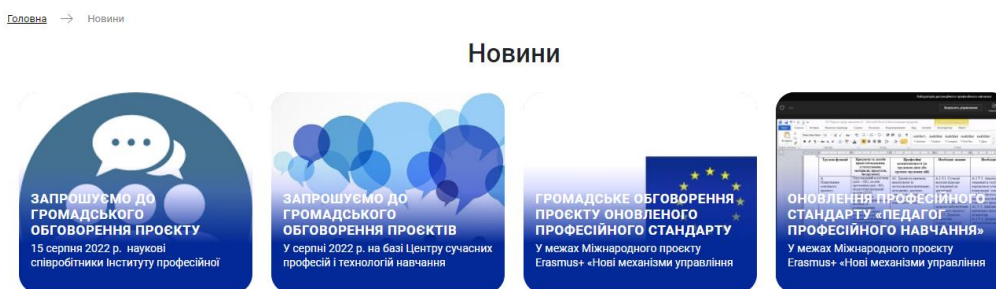 Головна → Новини
Новини
ЗАПРОШУЄМО ДО
ГРОМАДСЬКОГО
ОБГОВОРЕННЯ ПРОЄКТУ
15 серпня 2022 р. наукові
співробітники Інституту професійної
ЗАПРОШУЄМО ДО
ГРОМАДСЬКОГО
ОБГОВОРЕННЯ ПРОЄКТІВ
У серпні 2022 р. на базі Центру сучасних
професій і технологій навчання
ГРОМАДСЬКЕ ОБГОВОРЕННЯ
ПРОЄКТУ ОНОВЛЕНОГО
ПРОФЕСІЙНОГО СТАНДАРТУ
У межах Міжнародного проєкту
Erasmus+ «Нові механізми управління
ОНОВЛЕННЯ ПРОФЕСІЙНОГО
СТАНДАРТУ «ПЕДАГОГ
ПРОФЕСІЙНОГО НАВЧАННЯ»
У межах Міжнародного проєкту
Erasmus+ «Нові механізми управління